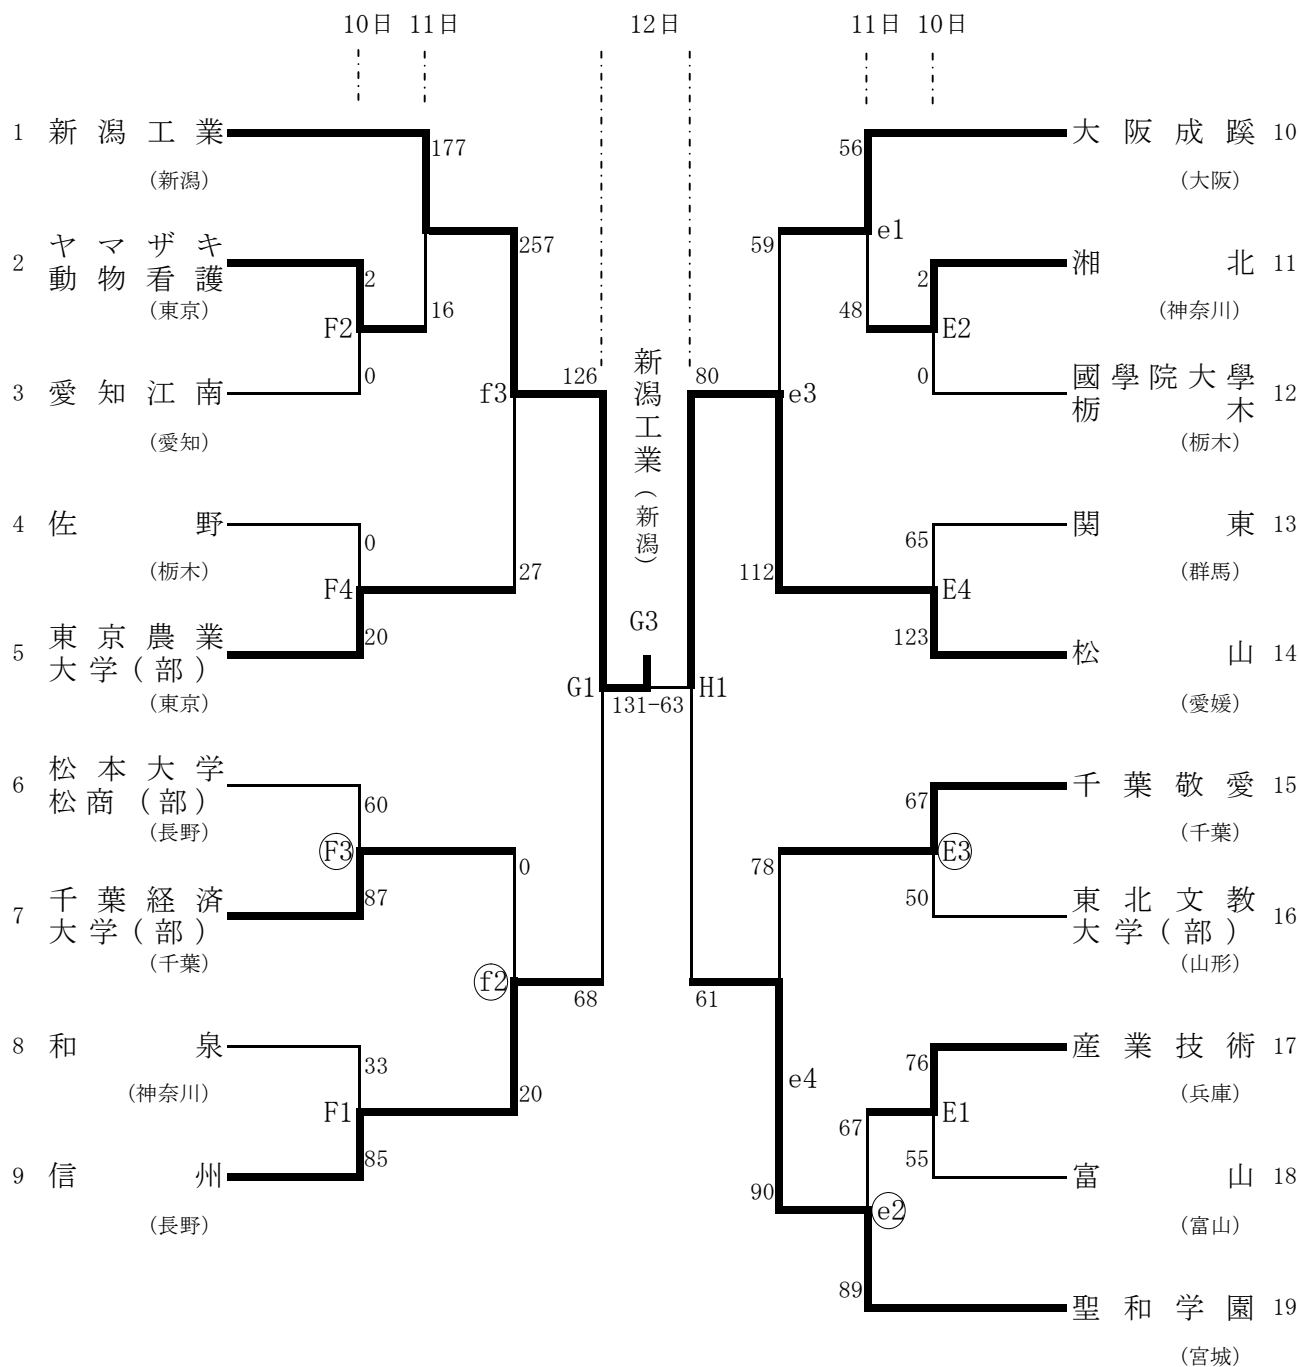 10日 11日 12日 11日 10日
1 新潟工業
(新潟)
2 ヤマザキ
動物看護
(東京)
3 愛知江南
(愛知)
4 佐野
(栃木)
5 東京農業
大学(部)
(東京)
6 松本大学
松商(部)
(長野)
7 千葉経済
大学(部)
(千葉)
8 和泉
(神奈川)
9 信州
(長野)
177
257
2
16
F2
0
126
f3
0
27
F4
20
60
F3
0
87
f2
68
33
20
F1
85
新潟工業(新潟)
G3
G1
131-63
H1
56
59
e1
2
48
E2
0
80
e3
65
112
E4
123
67
78
E3
50
61
76
e4
67
E1
55
90
e2
89
大阪成蹊 10
(大阪)
湘北 11
(神奈川)
國學院大學
栃木 12
(栃木)
関東 13
(群馬)
松山 14
(愛媛)
千葉敬愛 15
(千葉)
東北文教
大学(部) 16
(山形)
産業技術 17
(兵庫)
富山 18
(富山)
聖和学園 19
(宮城)